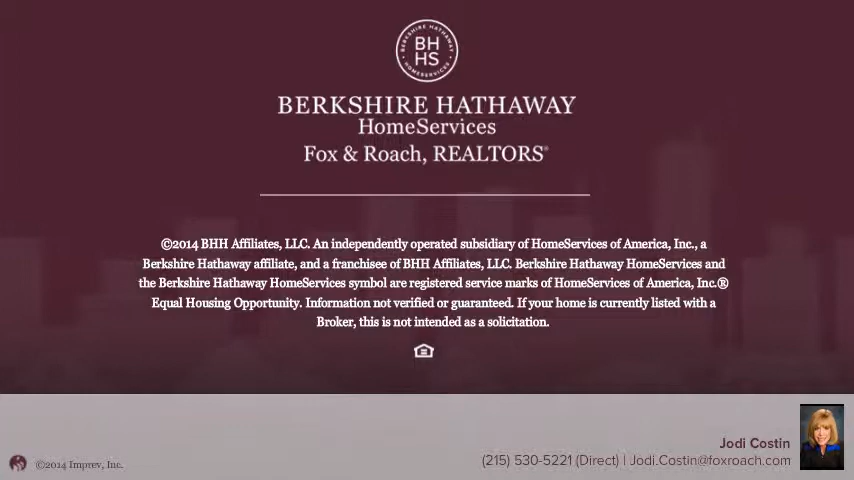 BERKSHIRE HATHAWAY
HOMESERVICES
BH
HS
BERKSHIRE HATHAWAY
HomeServices
Fox & Roach, REALTORS®
©2014 BHH Affiliates, LLC. An independently operated subsidiary of HomeServices of America, Inc., a
Berkshire Hathaway affiliate, and a franchisee of BHH Affiliates, LLC. Berkshire Hathaway HomeServices and
the Berkshire Hathaway HomeServices symbol are registered service marks of HomeServices of America, Inc.®
Equal Housing Opportunity. Information not verified or guaranteed. If your home is currently listed with a
Broker, this is not intended as a solicitation.
Jodi Costin
(215) 530-5221 (Direct) | Jodi.Costin@foxroach.com
©2014 Imprev, Inc.